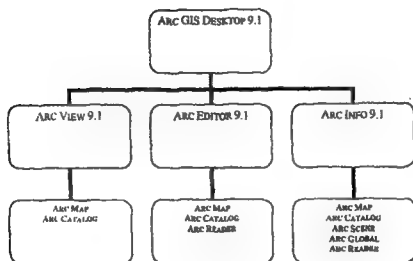 ARC GIS DESKTOP 9.1
ARC VIEW 9.1
ARC EDITOR 9.1
ARC INFO 9.1
ARC MAP
ARC CATALOG
ARC MAP
ARC CATALOG
ARC READER
ARC MAP
ARC CATALOG
ARC SCENE
ARC GLOBAL
ARC READER